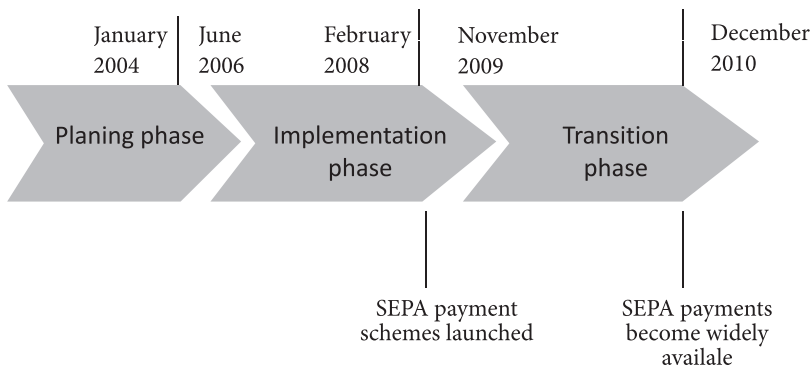 January
2004
June
2006
February
2008
November
2009
December
2010
Planing phase
Implementation
phase
Transition
phase
SEPA payment
schemes launched
SEPA payments
become widely
availale